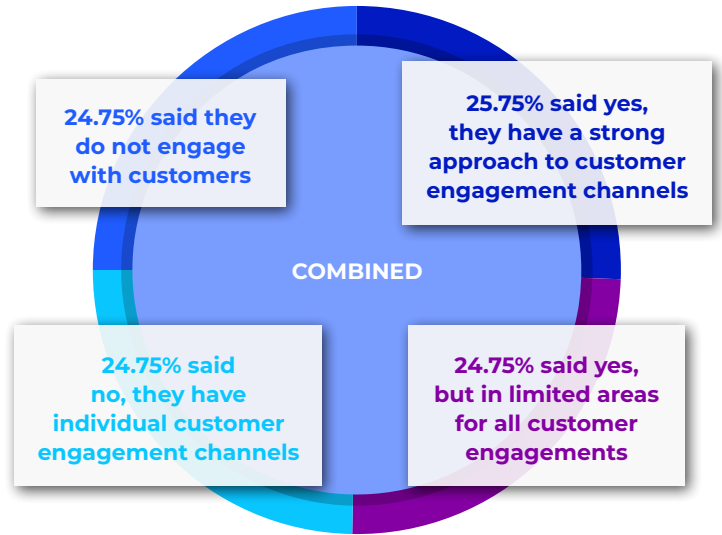 24.75% said they
do not engage
with customers
25.75% said yes,
they have a strong
approach to customer
engagement channels
COMBINED
24.75% said
no, they have
individual customer
engagement channels
24.75% said yes,
but in limited areas
for all customer
engagements